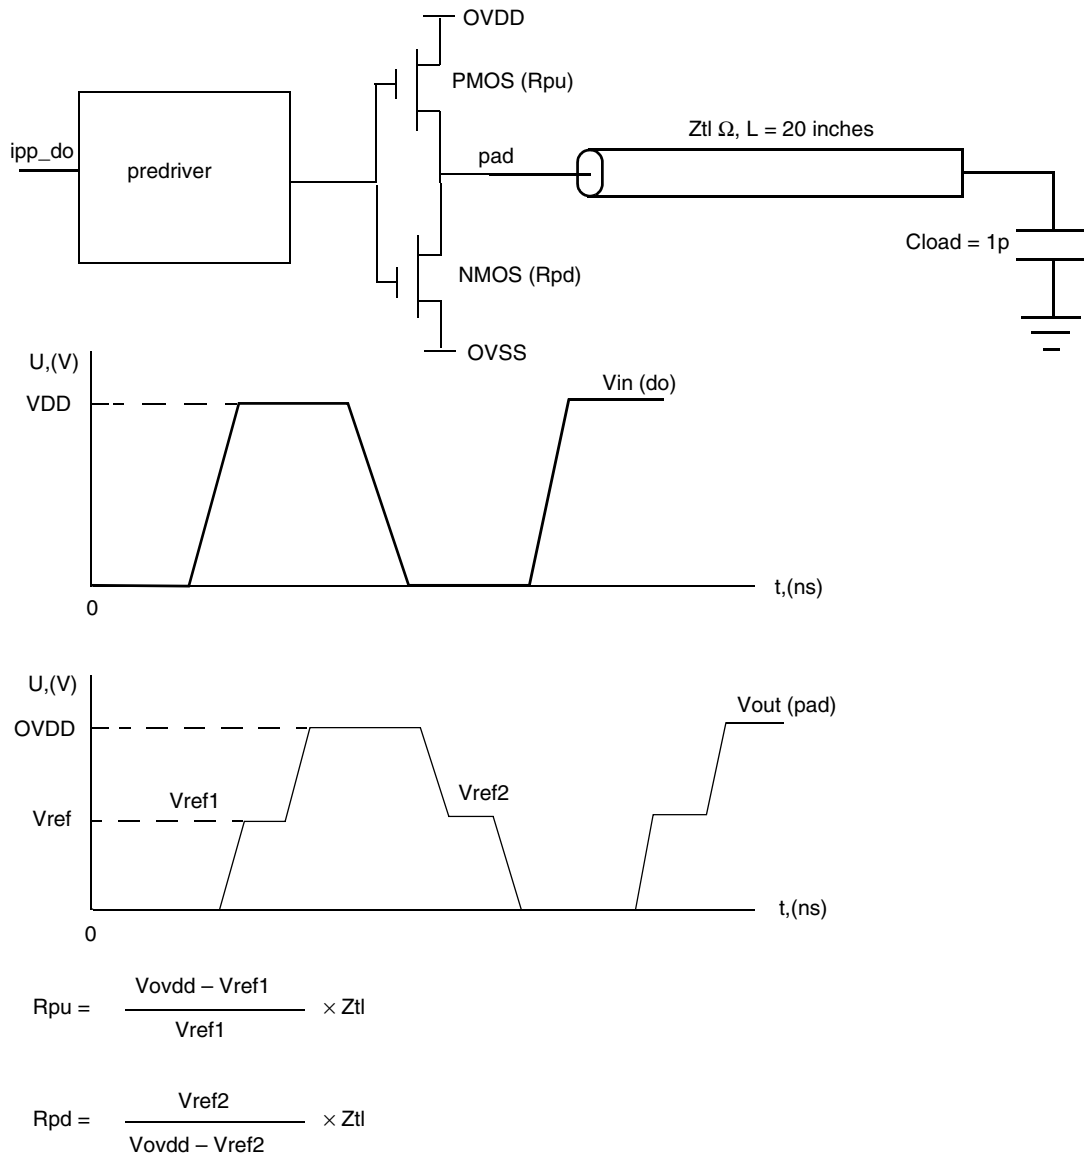 OVDD
PMOS (Rpu)
Ztl Ω, L = 20 inches
ipp_do
predriver
pad
Cload = 1p
NMOS (Rpd)
OVSS
U,(V)
VDD
Vin (do)
t,(ns)
0
U,(V)
OVDD
Vout (pad)
Vref1
Vref2
Vref
t,(ns)
0
Vovdd – Vref1
Rpu = × Ztl
Vref1
Vref2
Rpd = × Ztl
Vovdd – Vref2